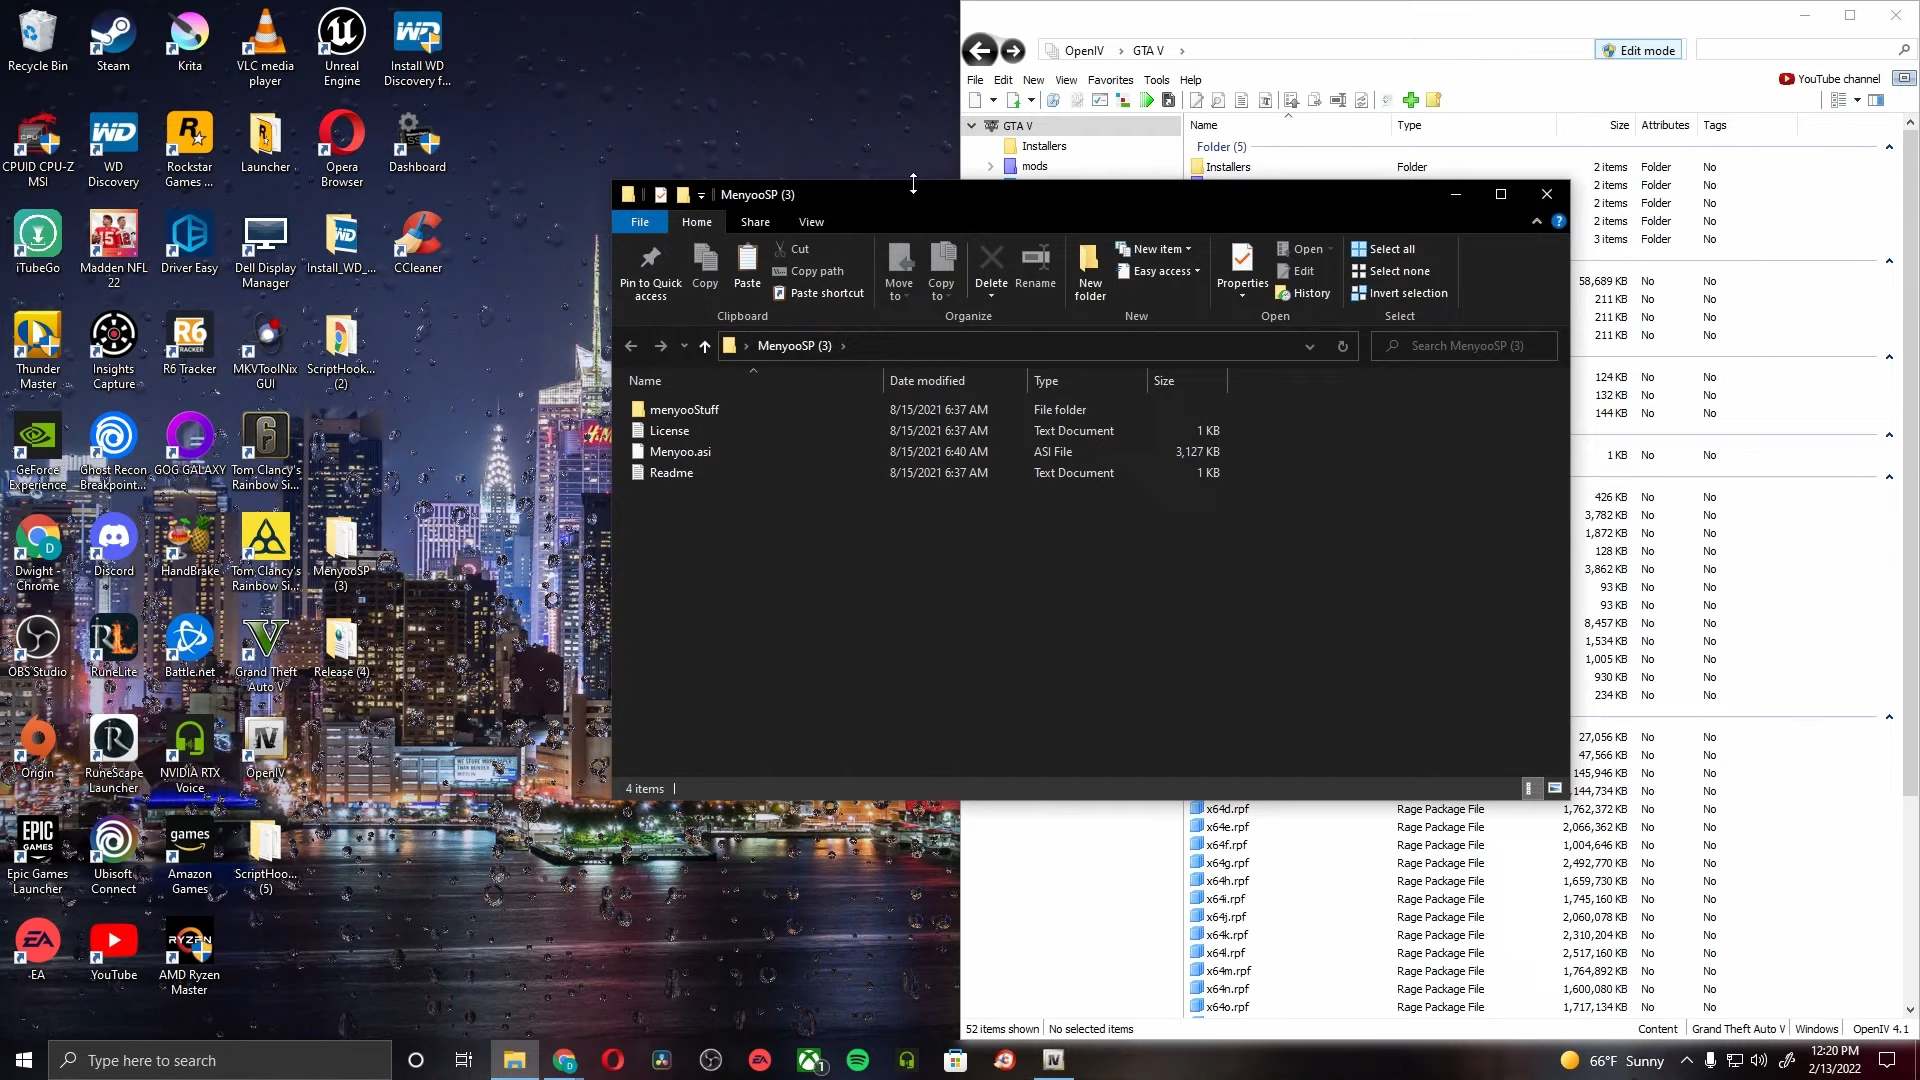 Recycle Bin
Steam
Krita
VLC media
player
Unreal
Engine
Install WD
Discovery f...
CPUID CPU-Z
MSI
WD
Discovery
Rockstar
Games ...
Launcher
Opera
Browser
Dashboard
iTubeGo
Madden NFL
22
Driver Easy
Dell Display
Manager
Install_WD_...
CCleaner
Thunder
Master
Insights
Capture
R6 Tracker
MKVToolNix
GUI
ScriptHook...
(2)
GeForce
Experience
Ghost Recon
Breakpoint...
GOG GALAXY
Tom Clancy's
Rainbow Si...
Dwight -
Chrome
Discord
HandBrake
Tom Clancy's
Rainbow Si...
MenyooSP
(3)
OBS Studio
RuneLite
Battle.net
Grand Theft
Auto V
Release (4)
Origin
RuneScape
Launcher
NVIDIA RTX
Voice
OpenIV
Epic Games
Launcher
Ubisoft
Connect
Amazon
Games
ScriptHoo...
(5)
EA
YouTube
AMD Ryzen
Master
OpenIV GTA V
Edit mode
File Edit New View Favorites Tools Help
YouTube channel
GTA V
Installers
mods
Name Type Size Attributes Tags
Folder (5)
Installers Folder 2 items Folder No
2 items Folder No
2 items Folder No
2 items Folder No
3 items Folder No
58,689 KB No No
211 KB No No
211 KB No No
211 KB No No
124 KB No No
132 KB No No
144 KB No No
1 KB No No
426 KB No No
3,782 KB No No
1,872 KB No No
128 KB No No
3,862 KB No No
93 KB No No
93 KB No No
8,457 KB No No
1,534 KB No No
1,005 KB No No
930 KB No No
234 KB No No
27,056 KB No No
47,566 KB No No
145,946 KB No No
,144,734 KB No No
x64d.rpf Rage Package File 1,762,372 KB No No
x64e.rpf Rage Package File 2,066,362 KB No No
x64f.rpf Rage Package File 1,004,646 KB No No
x64g.rpf Rage Package File 2,492,770 KB No No
x64h.rpf Rage Package File 1,659,730 KB No No
x64i.rpf Rage Package File 1,745,160 KB No No
x64j.rpf Rage Package File 2,060,078 KB No No
x64k.rpf Rage Package File 2,310,204 KB No No
x64l.rpf Rage Package File 2,517,160 KB No No
x64m.rpf Rage Package File 1,764,892 KB No No
x64n.rpf Rage Package File 1,600,080 KB No No
x64o.rpf Rage Package File 1,717,134 KB No No
52 items shown No selected items Content Grand Theft Auto V Windows OpenIV 4.1
MenyooSP (3)
File Home Share View
Pin to Quick
access
Copy
Paste
Cut
Copy path
Paste shortcut
Clipboard
Move
to
Copy
to
Delete
Rename
Organize
New
folder
New item
Easy access
New
Properties
Open
Edit
History
Open
Select all
Select none
Invert selection
Select
MenyooSP (3)
Search MenyooSP (3)
Name Date modified Type Size
menyooStuff 8/15/2021 6:37 AM File folder
License 8/15/2021 6:37 AM Text Document 1 KB
Menyoo.asi 8/15/2021 6:40 AM ASI File 3,127 KB
Readme 8/15/2021 6:37 AM Text Document 1 KB
4 items
Type here to search
66°F Sunny
12:20 PM
2/13/2022